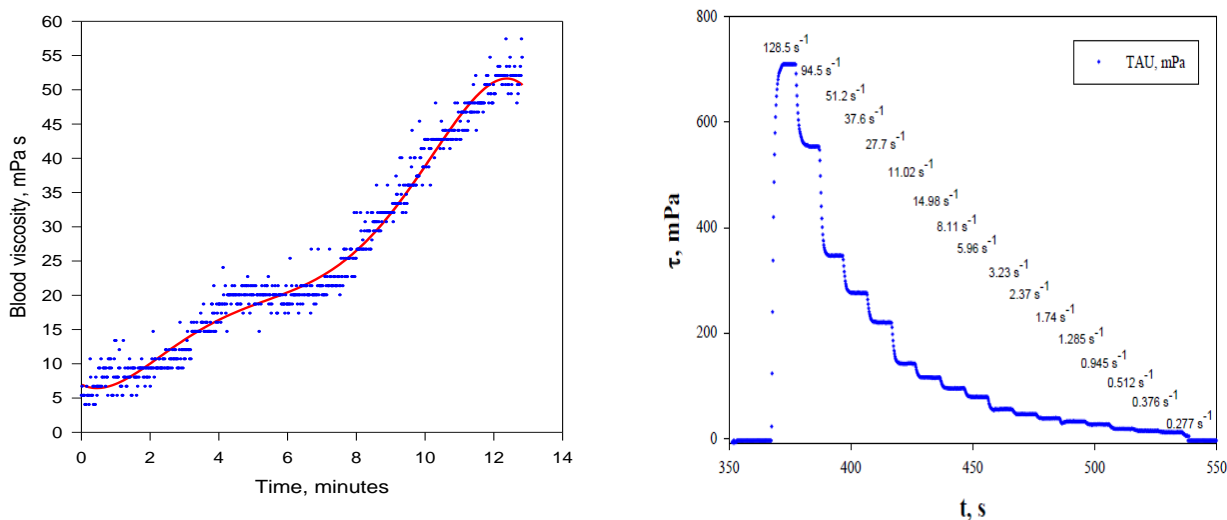 60
55
50
45
40
35
30
25
20
15
10
5
0
Blood viscosity, mPa s
0 2 4 6 8 10 12 14
Time, minutes
800
600
400
200
0
τ, mPa
TAU, mPa
128.5 s⁻¹
94.5 s⁻¹
51.2 s⁻¹
37.6 s⁻¹
27.7 s⁻¹
11.02 s⁻¹
14.98 s⁻¹
8.11 s⁻¹
5.96 s⁻¹
3.23 s⁻¹
2.37 s⁻¹
1.74 s⁻¹
1.285 s⁻¹
0.945 s⁻¹
0.512 s⁻¹
0.376 s⁻¹
0.277 s⁻¹
350 400 450 500 550
t, s